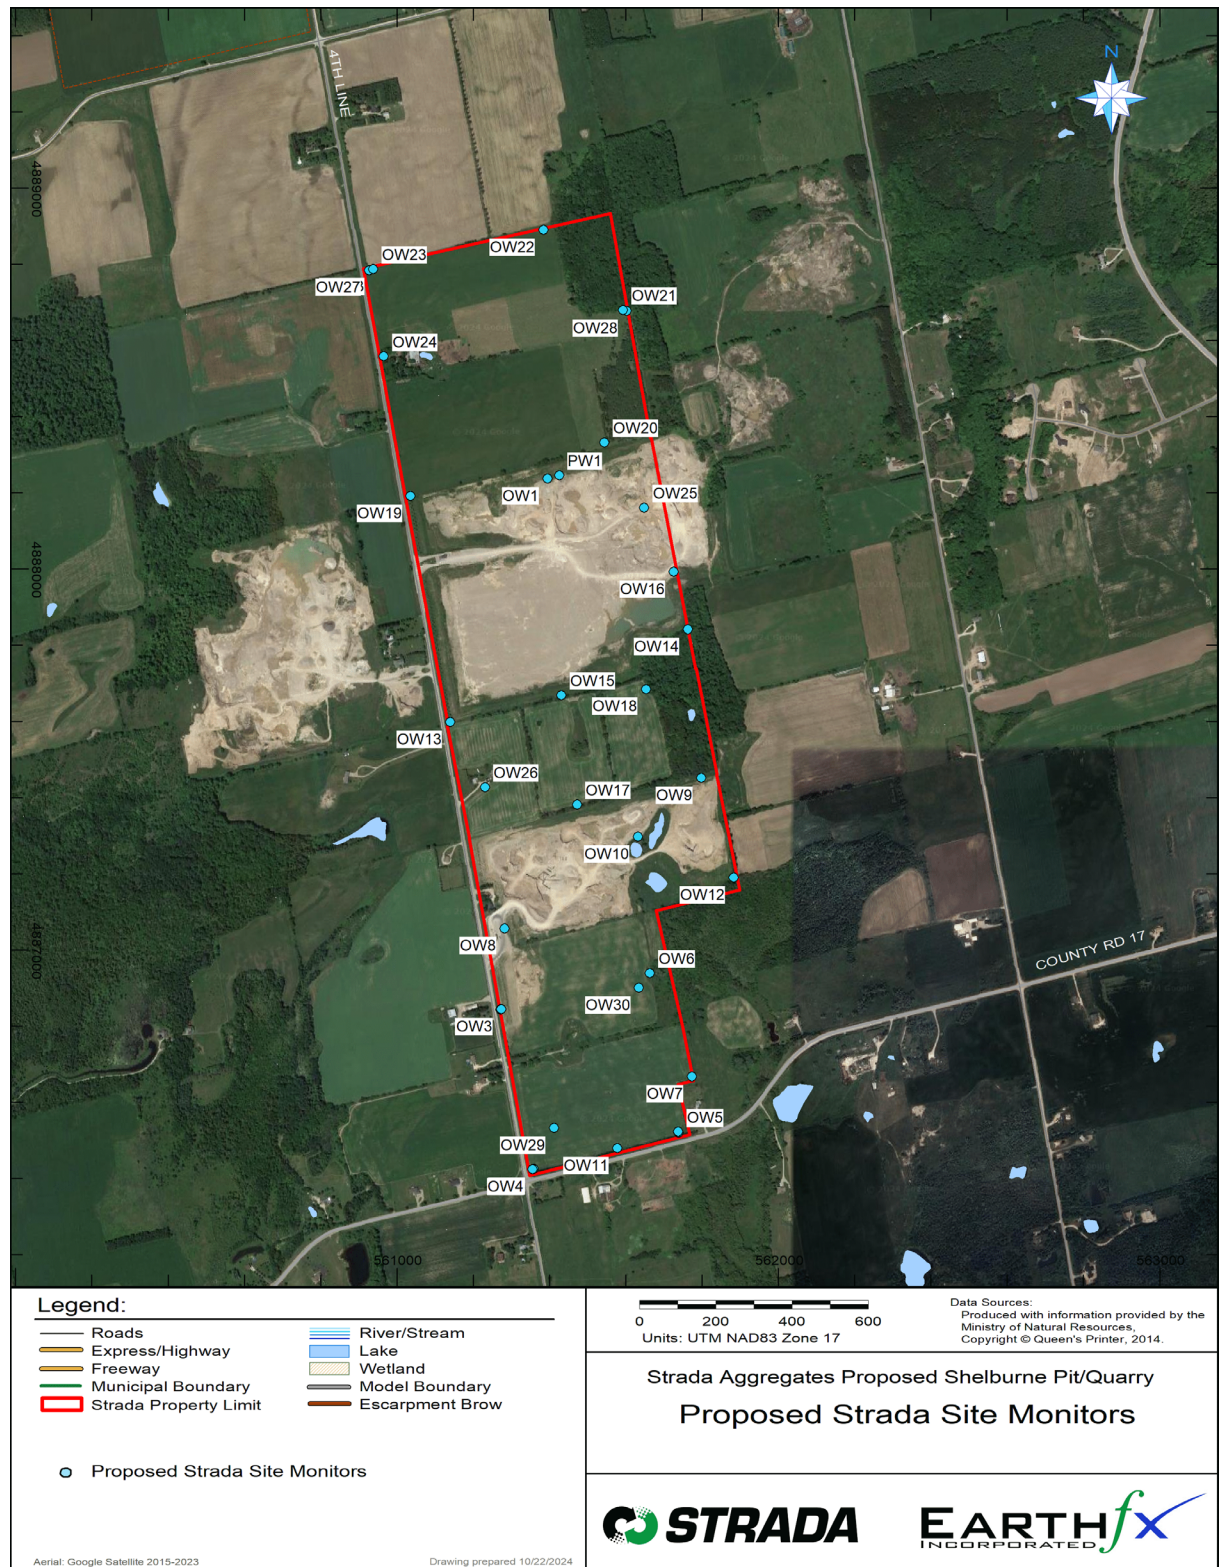 N
4TH LINE
4889000
OW22
OW23
OW27
OW21
OW28
OW24
OW20
PW1
OW1
OW25
OW19
4888000
OW16
OW14
OW15
OW18
OW13
OW26
OW17
OW9
OW10
OW12
OW8
4887000
COUNTY RD 17
OW6
OW30
OW3
OW7
OW5
OW29
OW11
OW4
561000
562000
563000
Legend:
Roads
Express/Highway
Freeway
Municipal Boundary
Strada Property Limit
River/Stream
Lake
Wetland
Model Boundary
Escarpment Brow
Proposed Strada Site Monitors
Aerial: Google Satellite 2015-2023
Drawing prepared 10/22/2024
0 200 400 600
Units: UTM NAD83 Zone 17
Data Sources:
Produced with information provided by the
Ministry of Natural Resources,
Copyright © Queen's Printer, 2014.
Strada Aggregates Proposed Shelburne Pit/Quarry
Proposed Strada Site Monitors
STRADA
EARTHfx
INCORPORATED